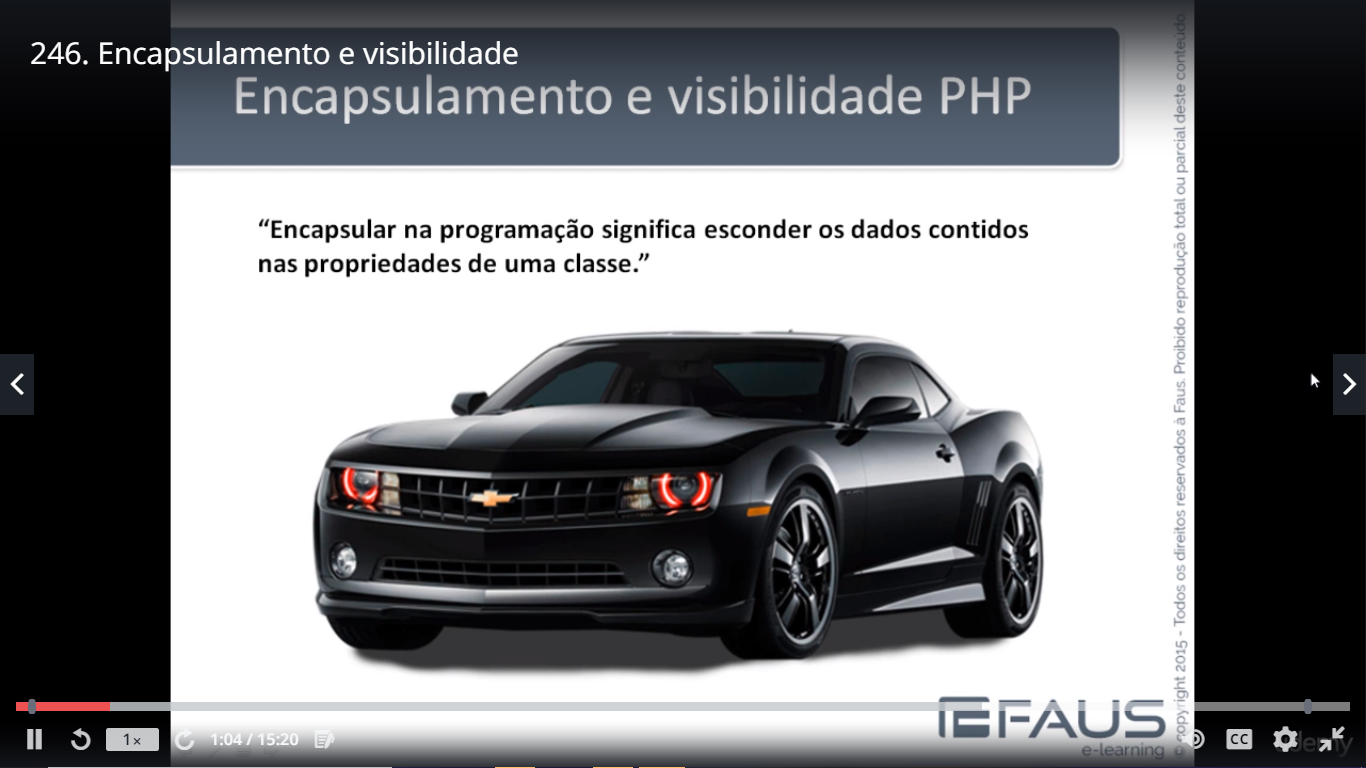 246. Encapsulamento e visibilidade
Encapsulamento e visibilidade PHP
“Encapsular na programação significa esconder os dados contidos
nas propriedades de uma classe.”
© Copyright 2015 - Todos os direitos reservados à Faus. Proibido reprodução total ou parcial deste conteúdo.
FAUS
e-learning
1x
1:04 / 15:20
CC